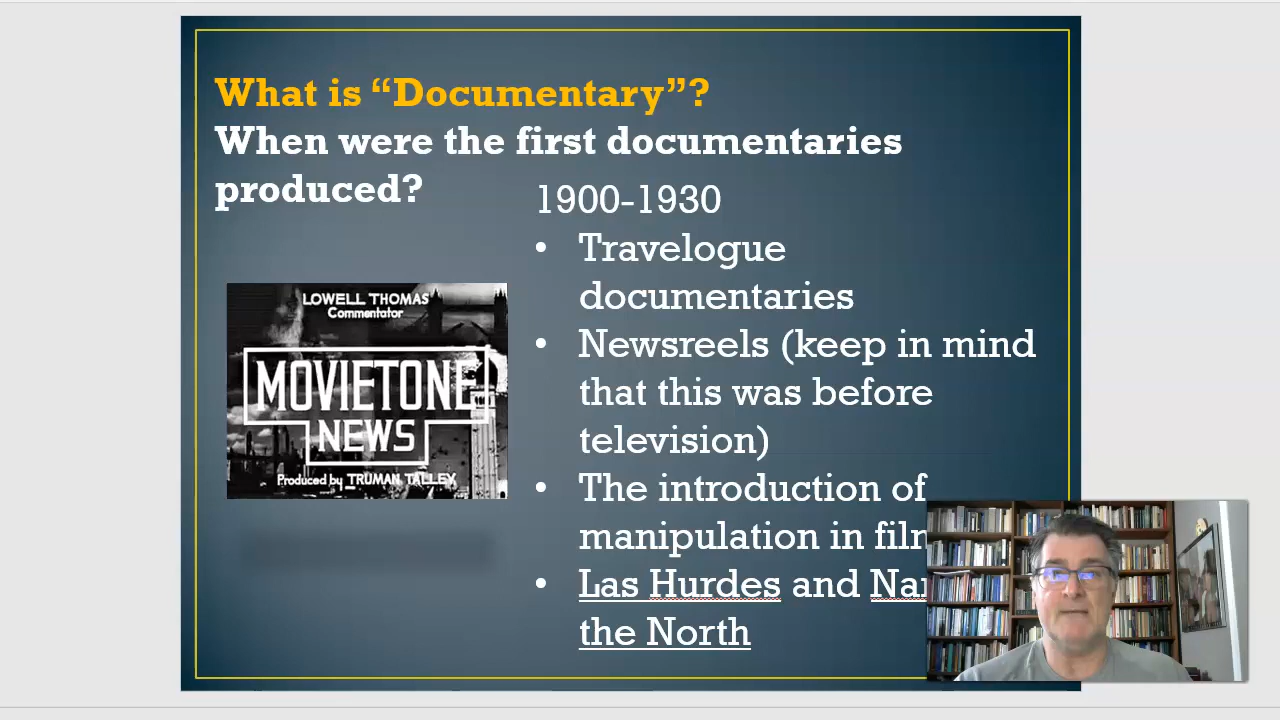 What is “Documentary”?
When were the first documentaries
produced?
1900-1930
• Travelogue
documentaries
• Newsreels (keep in mind
that this was before
television)
• The introduction of
manipulation in
• Las Hurdes and
the North
LOWELL THOMAS
Commentator
MOVIETONE
NEWS
Produced by TRUMAN TALLEY